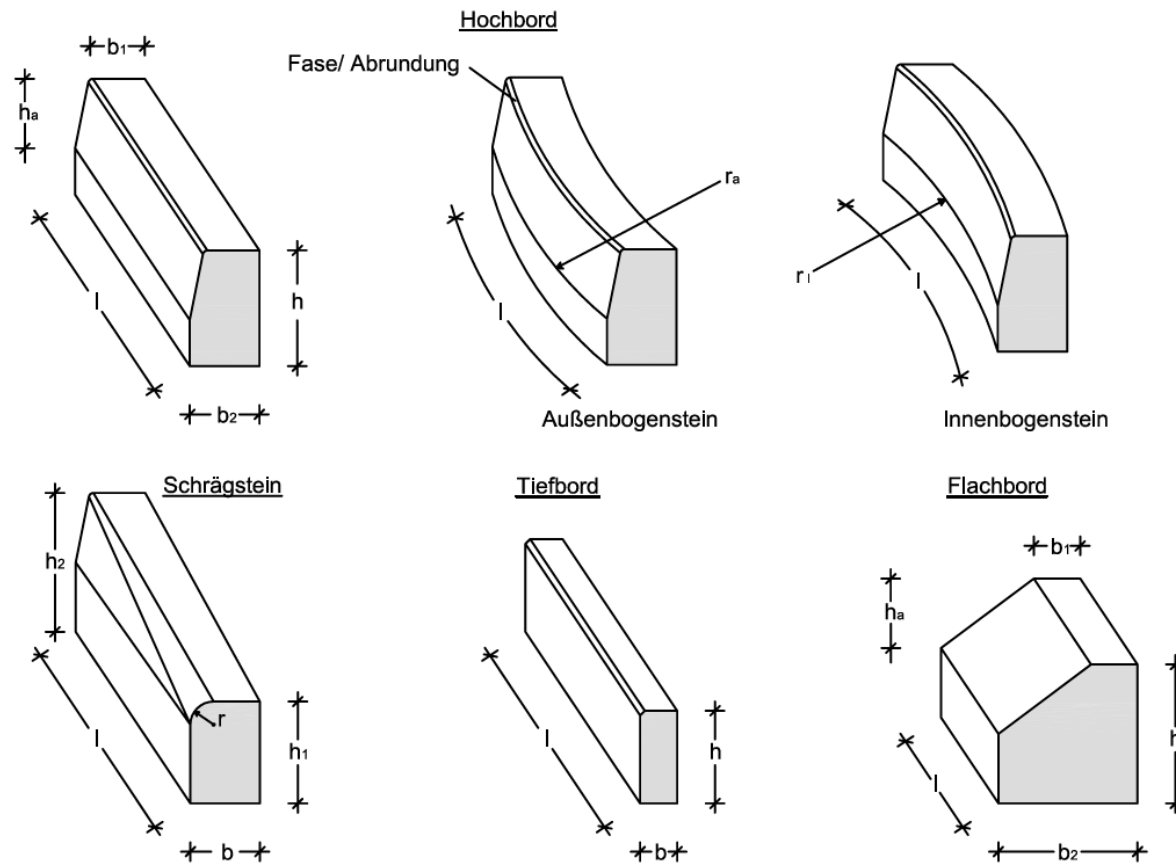 Hochbord
b1
Fase/ Abrundung
ha
ra
l
l
rI
l
h
b2
Außenbogenstein
Innenbogenstein
Schrägstein
Tiefbord
Flachbord
b1
h2
ha
r
l
h1
l
h
h
l
b
b
b2